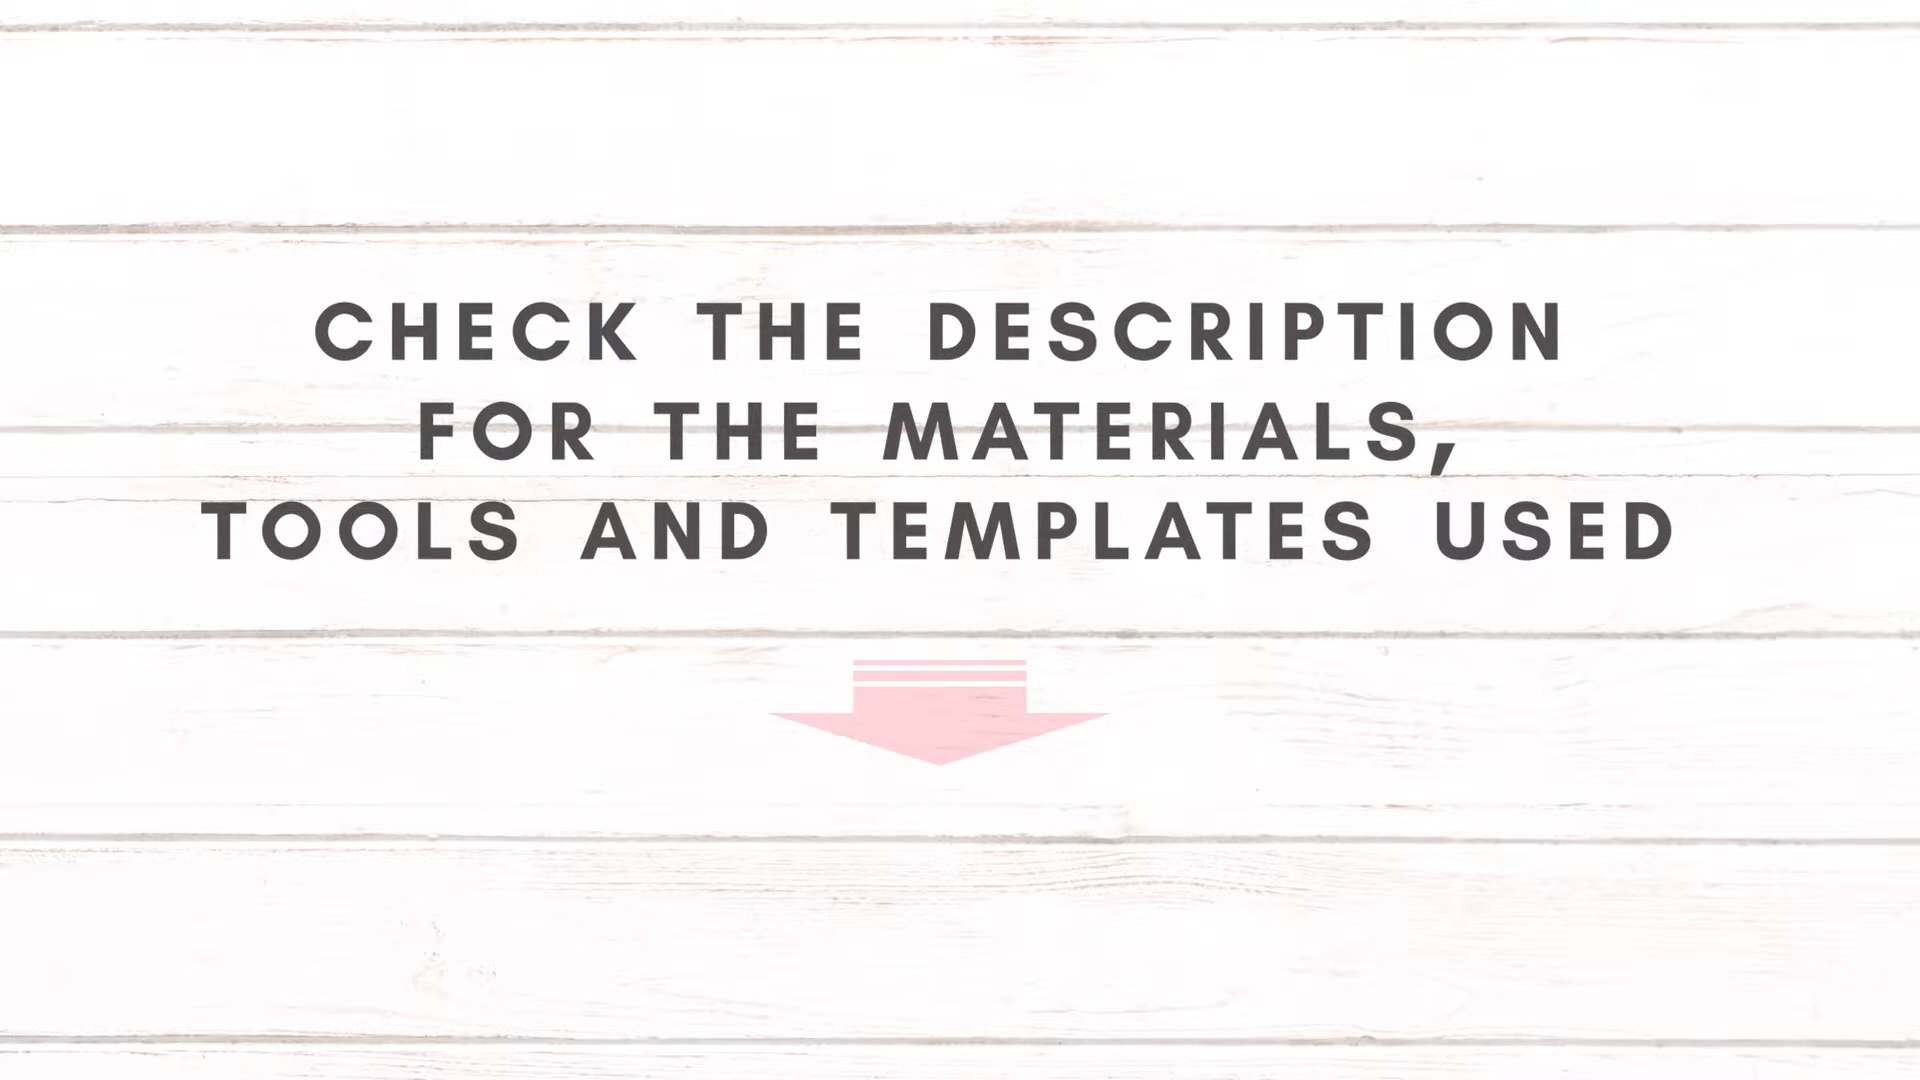 CHECK THE DESCRIPTION
FOR THE MATERIALS,
TOOLS AND TEMPLATES USED